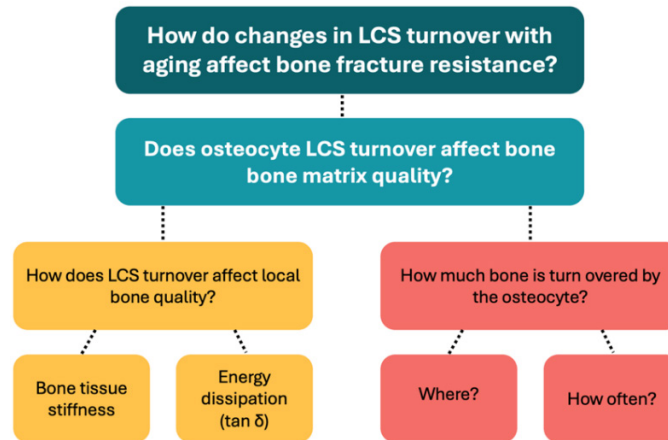 How do changes in LCS turnover with
aging affect bone fracture resistance?
Does osteocyte LCS turnover affect bone
bone matrix quality?
How does LCS turnover affect local
bone quality?
How much bone is turn overed by
the osteocyte?
Bone tissue
stiffness
Energy
dissipation
(tan δ)
Where?
How often?